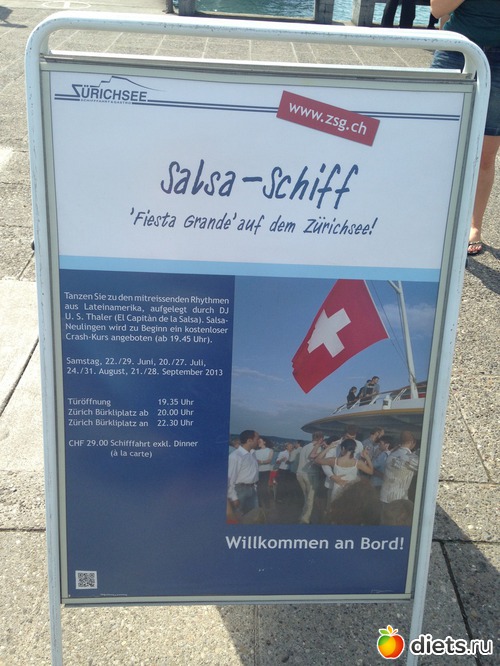 ZÜRICHSEE
SCHIFFFAHRT & GASTRO
www.zsg.ch
Salsa-Schiff
'Fiesta Grande' auf dem Zürichsee!
Tanzen Sie zu den mitreissenden Rhythmen
aus Lateinamerika, aufgelegt durch DJ
U. S. Thaler (El Capitán de la Salsa). Salsa-
Neulingen wird zu Beginn ein kostenloser
Crash-Kurs angeboten (ab 19.45 Uhr).
Samstag, 22./29. Juni, 20./27. Juli,
24./31. August, 21./28. September 2013
Türöffnung 19.35 Uhr
Zürich Bürkliplatz ab 20.00 Uhr
Zürich Bürkliplatz an 22.30 Uhr
CHF 29.00 Schifffahrt exkl. Dinner
(à la carte)
Willkommen an Bord!
diets.ru